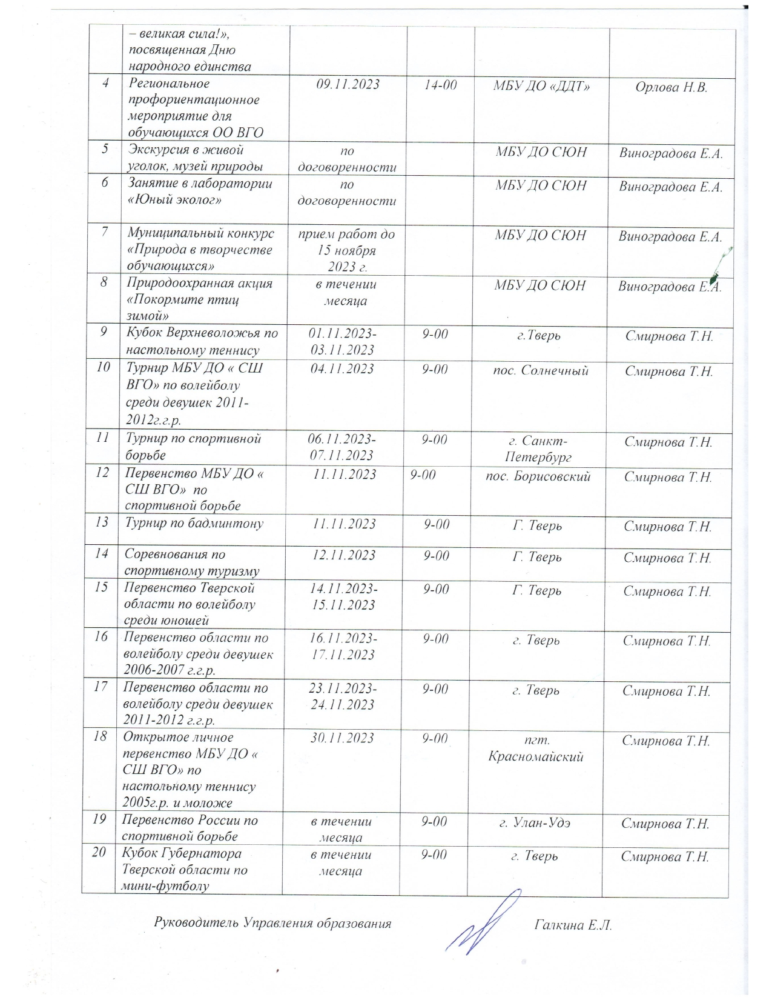 – великая сила!»,
посвященная Дню
народного единства
4 Региональное 09.11.2023 14-00 МБУ ДО «ДДТ» Орлова Н.В.
профориентационное
мероприятие для
обучающихся ОО ВГО
5 Экскурсия в живой по МБУ ДО СЮН Виноградова Е.А.
уголок, музей природы договоренности
6 Занятие в лаборатории по МБУ ДО СЮН Виноградова Е.А.
«Юный эколог» договоренности
7 Муниципальный конкурс прием работ до МБУ ДО СЮН Виноградова Е.А.
«Природа в творчестве 15 ноября
обучающихся» 2023 г.
8 Природоохранная акция в течении МБУ ДО СЮН Виноградова Е.А.
«Покормите птиц месяца
зимой»
9 Кубок Верхневоложья по 01.11.2023- 9-00 г.Тверь Смирнова Т.Н.
настольному теннису 03.11.2023
10 Турнир МБУ ДО « СШ 04.11.2023 9-00 пос. Солнечный Смирнова Т.Н.
ВГО» по волейболу
среди девушек 2011-
2012г.г.р.
11 Турнир по спортивной 06.11.2023- 9-00 г. Санкт- Смирнова Т.Н.
борьбе 07.11.2023 Петербург
12 Первенство МБУ ДО « 11.11.2023 9-00 пос. Борисовский Смирнова Т.Н.
СШ ВГО» по
спортивной борьбе
13 Турнир по бадминтону 11.11.2023 9-00 Г. Тверь Смирнова Т.Н.
14 Соревнования по 12.11.2023 9-00 Г. Тверь Смирнова Т.Н.
спортивному туризму
15 Первенство Тверской 14.11.2023- 9-00 Г. Тверь Смирнова Т.Н.
области по волейболу 15.11.2023
среди юношей
16 Первенство области по 16.11.2023- 9-00 г. Тверь Смирнова Т.Н.
волейболу среди девушек 17.11.2023
2006-2007 г.г.р.
17 Первенство области по 23.11.2023- 9-00 г. Тверь Смирнова Т.Н.
волейболу среди девушек 24.11.2023
2011-2012 г.г.р.
18 Открытое личное 30.11.2023 9-00 пгт. Смирнова Т.Н.
первенство МБУ ДО « Красномайский
СШ ВГО» по
настольному теннису
2005г.р. и моложе
19 Первенство России по в течении 9-00 г. Улан-Удэ Смирнова Т.Н.
спортивной борьбе месяца
20 Кубок Губернатора в течении 9-00 г. Тверь Смирнова Т.Н.
Тверской области по месяца
мини-футболу
Руководитель Управления образования Галкина Е.Л.